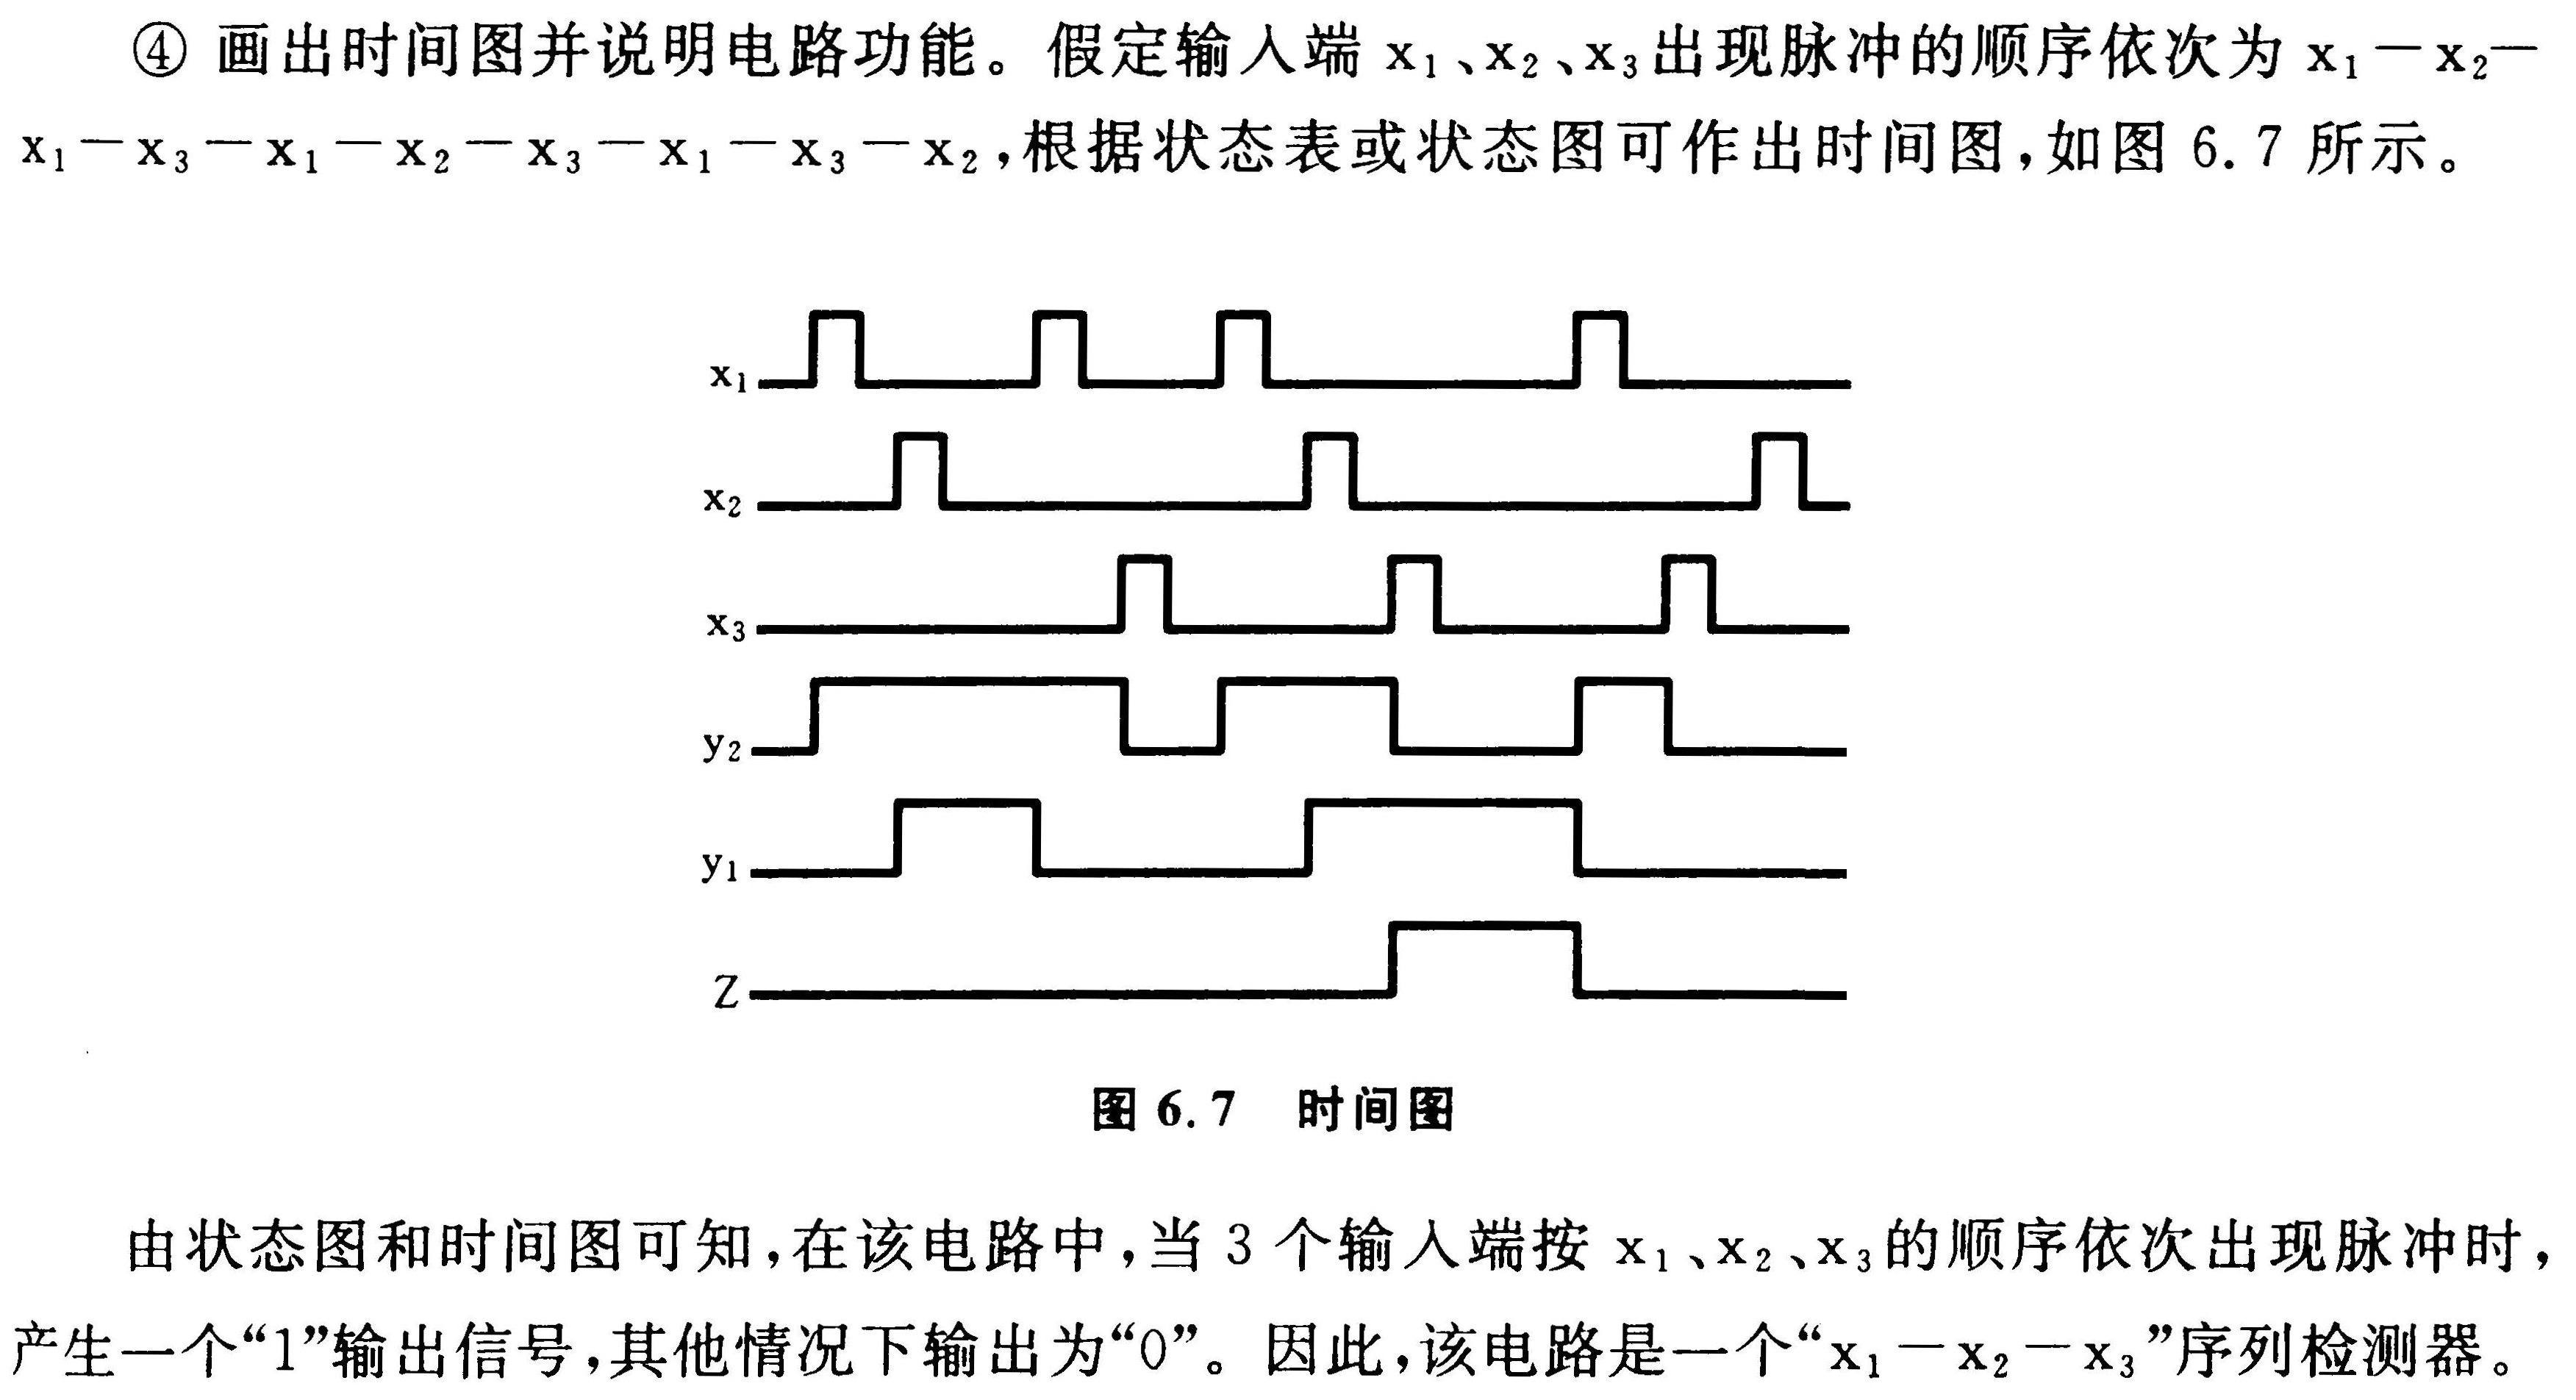 ④ 画出时间图并说明电路功能。假定输入端 x₁、x₂、x₃出现脉冲的顺序依次为 x₁－x₂－
x₁－x₃－x₁－x₂－x₃－x₁－x₃－x₂,根据状态表或状态图可作出时间图,如图 6.7 所示。
x₁
x₂
x₃
y₂
y₁
Z
图 6.7 时间图
由状态图和时间图可知,在该电路中,当 3 个输入端按 x₁、x₂、x₃的顺序依次出现脉冲时,
产生一个“1”输出信号,其他情况下输出为“0”。因此,该电路是一个“x₁－x₂－x₃”序列检测器。